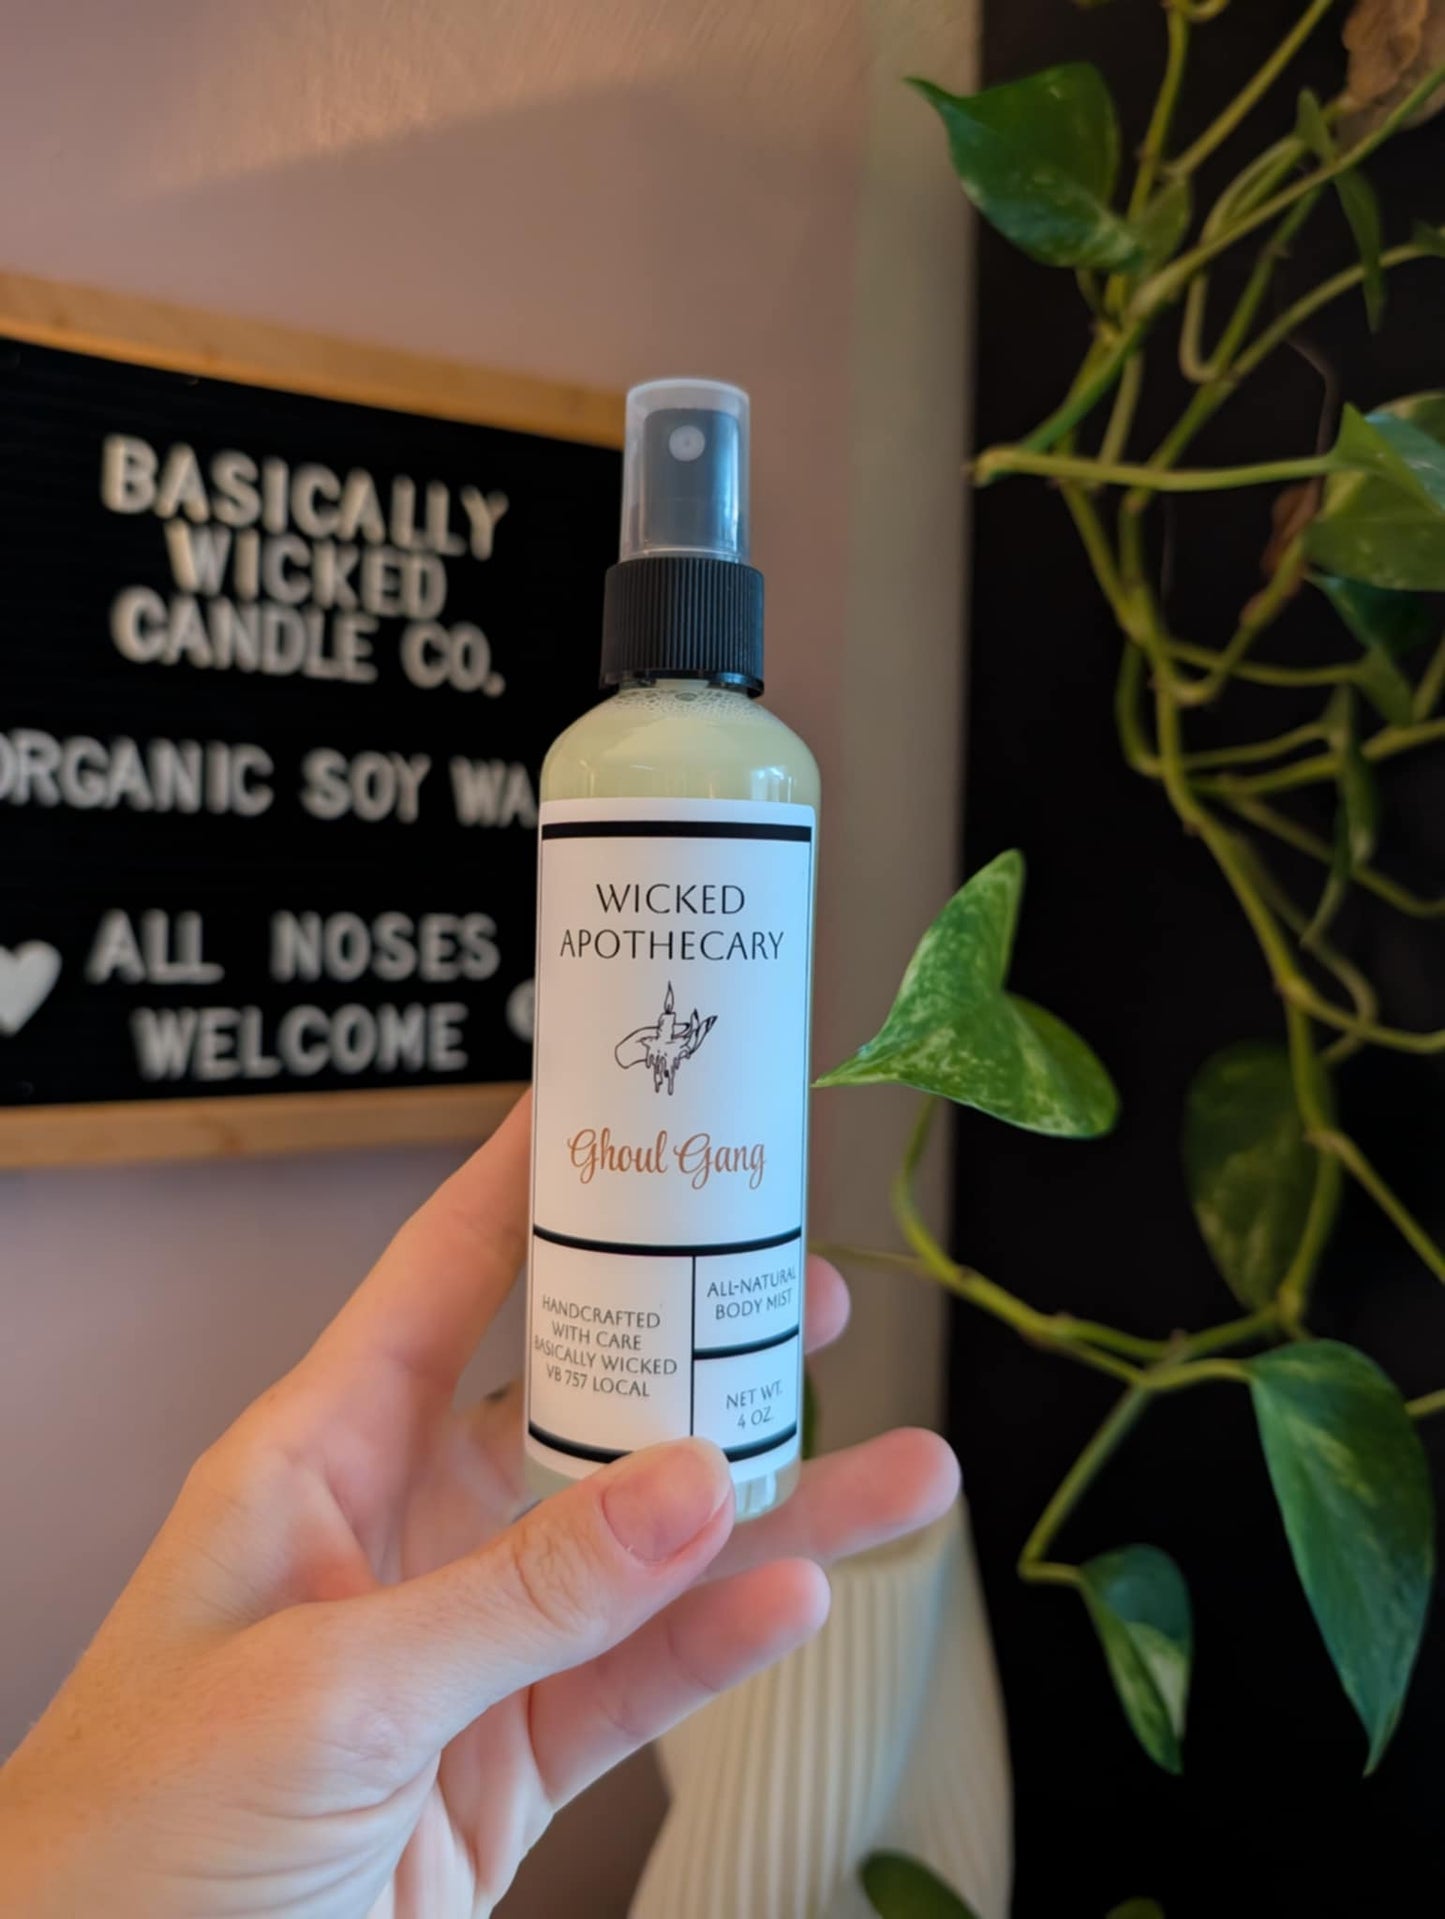 BASICALLY
WICKED
CANDLE CO.
ORGANIC SOY WA
ALL NOSES
WELCOME
WICKED
APOTHECARY
Ghoul Gang
HANDCRAFTED
WITH CARE
BASICALLY WICKED
VB 757 LOCAL
ALL-NATURAL
BODY MIST
NET WT.
4 OZ.